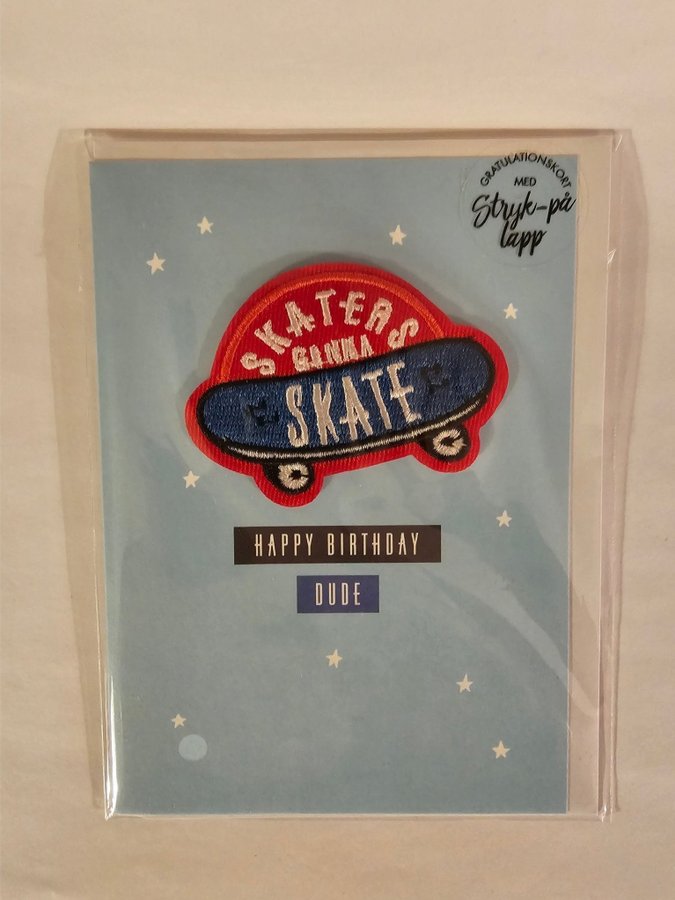 GRATULATIONSKORT
MED
Stryk-på
lapp
SKATERS
GONNA
SKATE
HAPPY BIRTHDAY
DUDE